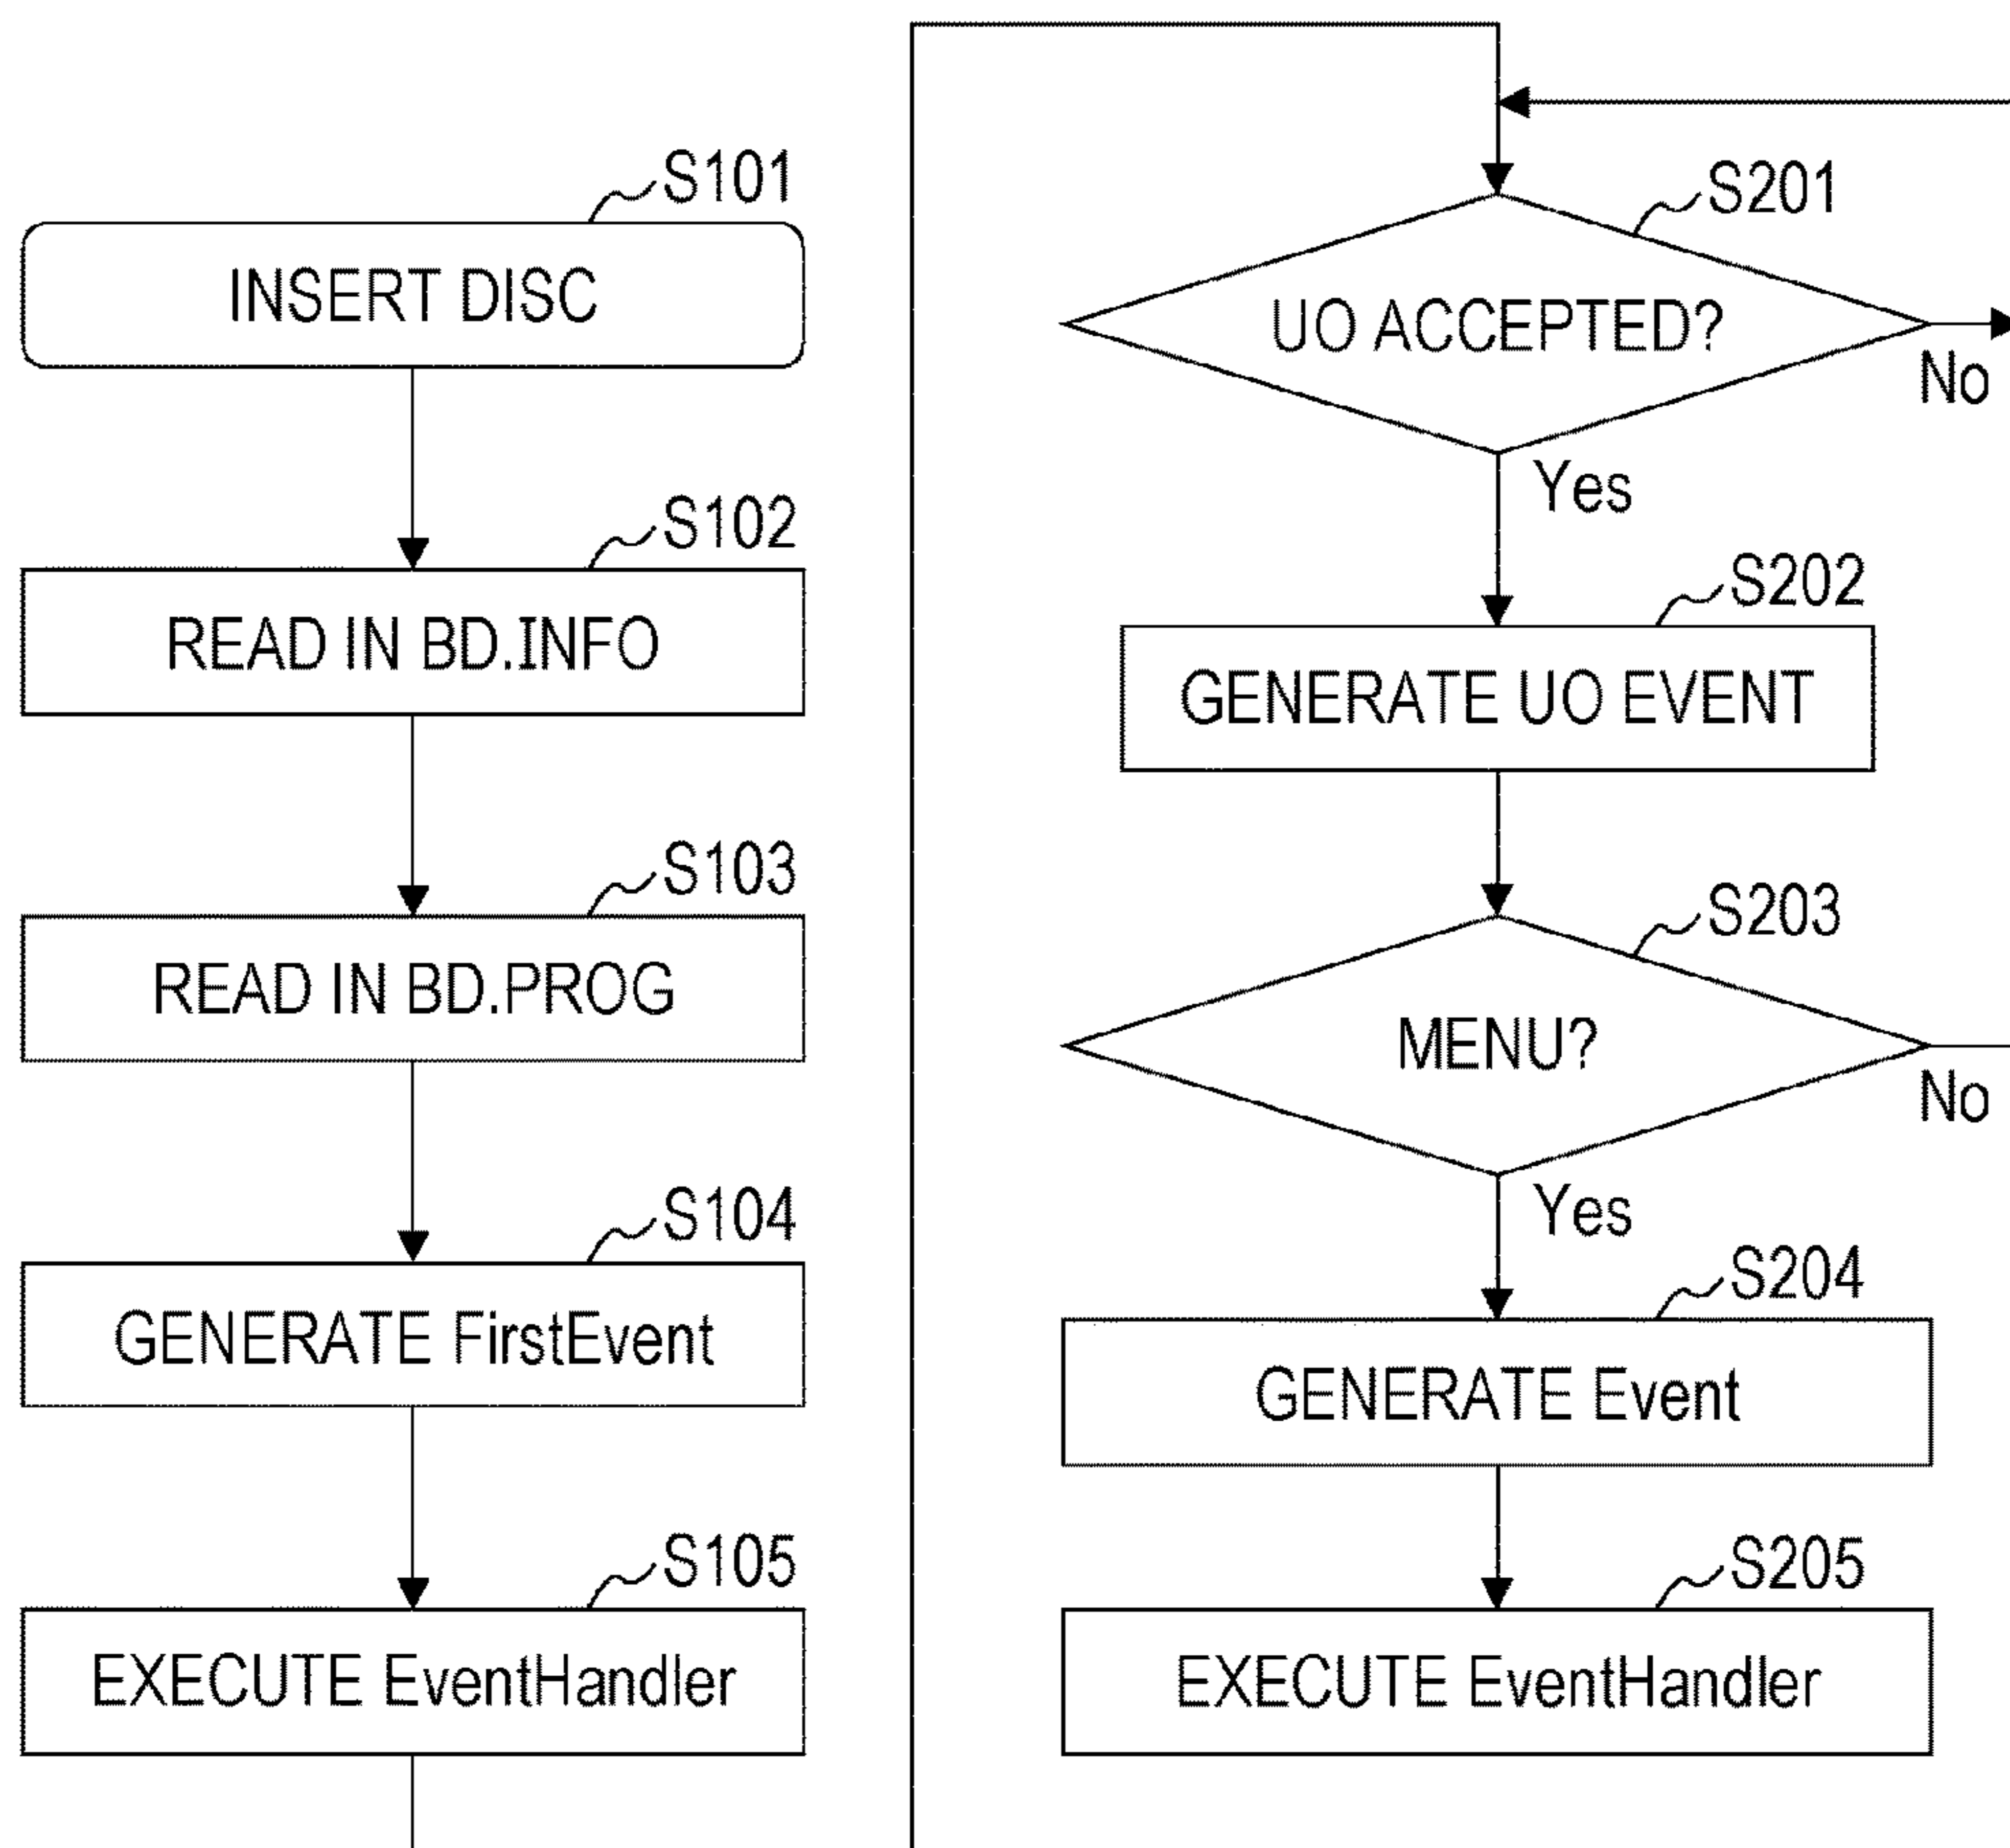 S101
INSERT DISC
S102
READ IN BD.INFO
S103
READ IN BD.PROG
S104
GENERATE FirstEvent
S105
EXECUTE EventHandler
S201
UO ACCEPTED?
No
Yes
S202
GENERATE UO EVENT
S203
MENU?
No
Yes
S204
GENERATE Event
S205
EXECUTE EventHandler